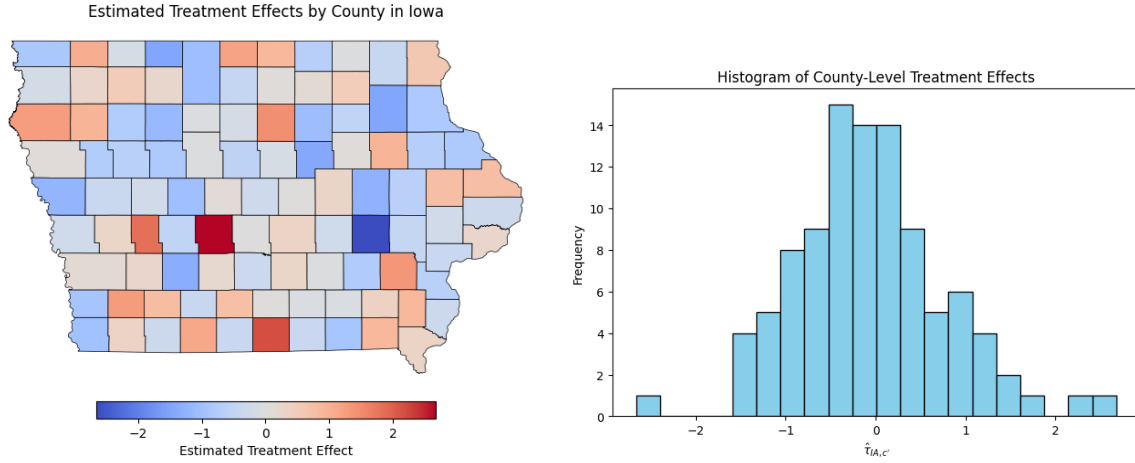 Estimated Treatment Effects by County in Iowa
−2 −1 0 1 2
Estimated Treatment Effect
Histogram of County-Level Treatment Effects
Frequency
14
12
10
8
6
4
2
0
−2 −1 0 1 2
τ̂_{IA,c′}